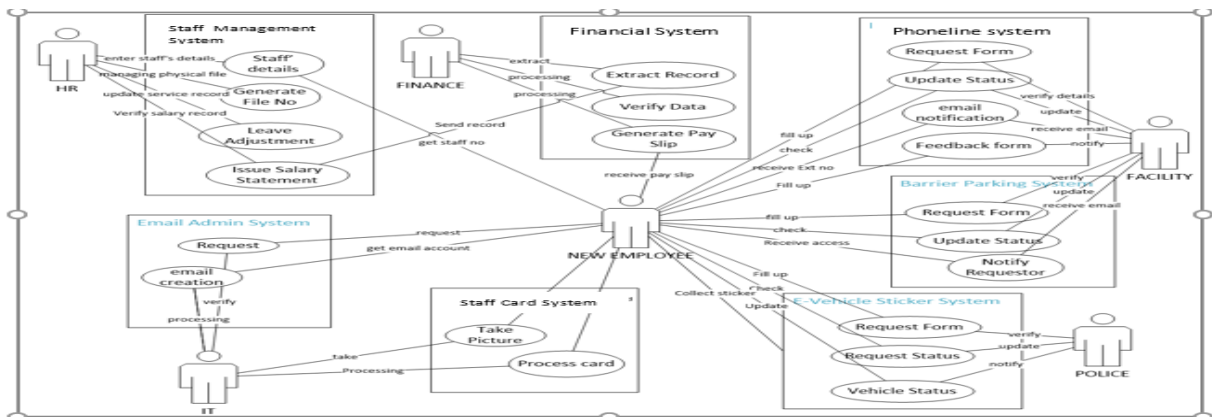 Staff Management
System
HR
enter staff's details
managing physical file
update service record
Verify salary record
Staff'
details
Generate
File No
Leave
Adjustment
Issue Salary
Statement
Send record
get staff no
FINANCE
Financial System
extract
processing
processing
Extract Record
Verify Data
Generate Pay
Slip
receive pay slip
Phoneline system
Request Form
Update Status
email
notification
Feedback form
fill up
check
receive Ext no
Fill up
verify details
update
receive email
notify
FACILITY
Barrier Parking System
Request Form
Update Status
Notify
Requestor
fill up
check
Receive access
verify
update
receive email
Email Admin System
Request
email
creation
request
get email account
verify
processing
IT
NEW EMPLOYEE
Staff Card System
Take
Picture
Process card
take
Processing
E-Vehicle Sticker System
Request Form
Request Status
Vehicle Status
Fill up
Check
Update
Collect sticker
verify
update
notify
POLICE